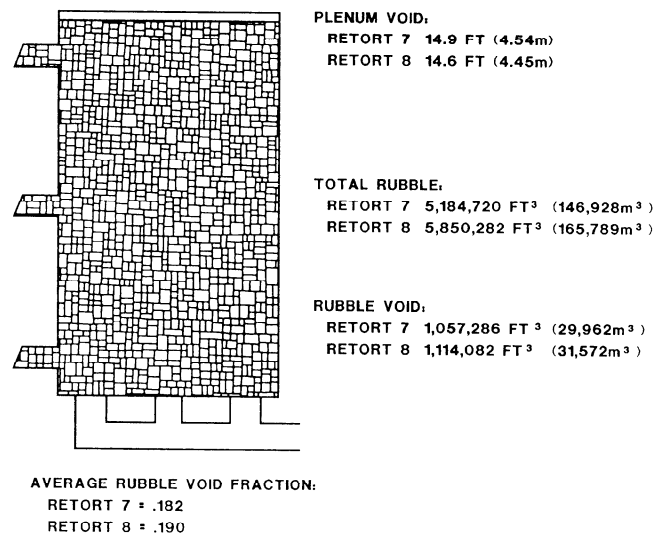 PLENUM VOID:
RETORT 7 14.9 FT (4.54m)
RETORT 8 14.6 FT (4.45m)
TOTAL RUBBLE:
RETORT 7 5,184,720 FT³ (146,928m³)
RETORT 8 5,850,282 FT³ (165,789m³)
RUBBLE VOID:
RETORT 7 1,057,286 FT³ (29,962m³)
RETORT 8 1,114,082 FT³ (31,572m³)
AVERAGE RUBBLE VOID FRACTION:
RETORT 7 = .182
RETORT 8 = .190